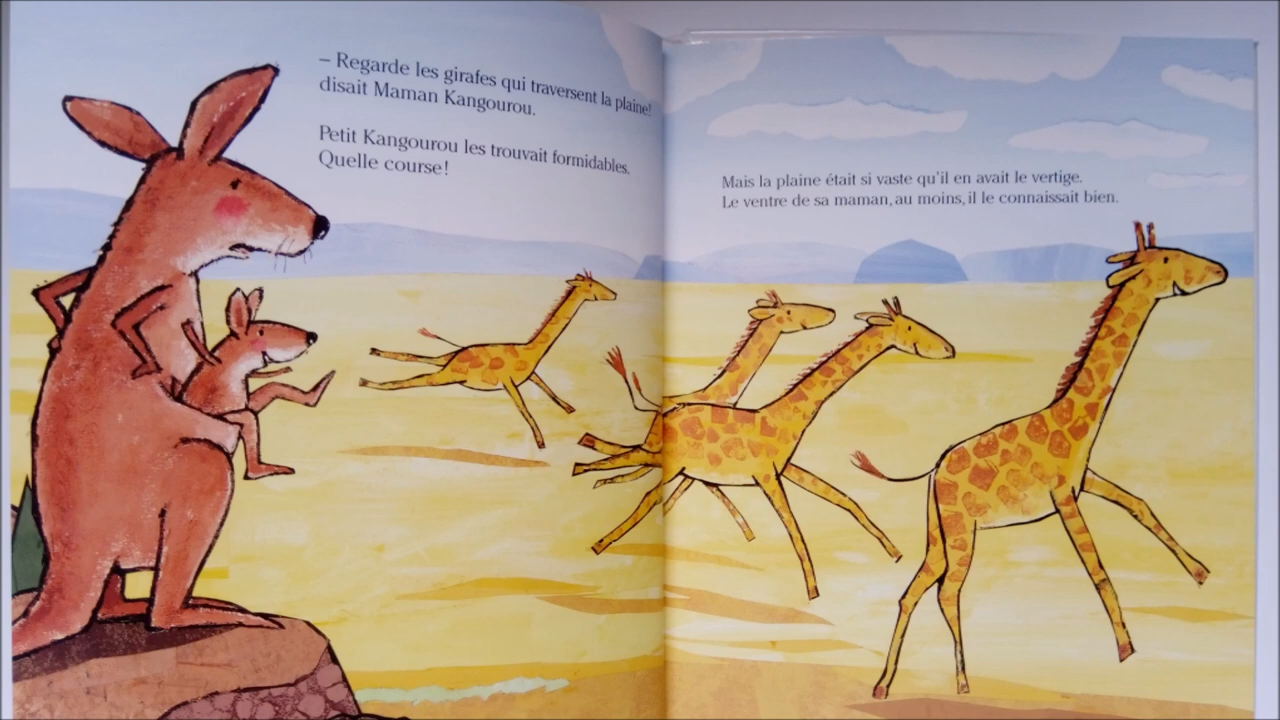 – Regarde les girafes qui traversent la plaine!
disait Maman Kangourou.
Petit Kangourou les trouvait formidables.
Quelle course!
Mais la plaine était si vaste qu'il en avait le vertige.
Le ventre de sa maman, au moins, il le connaissait bien.